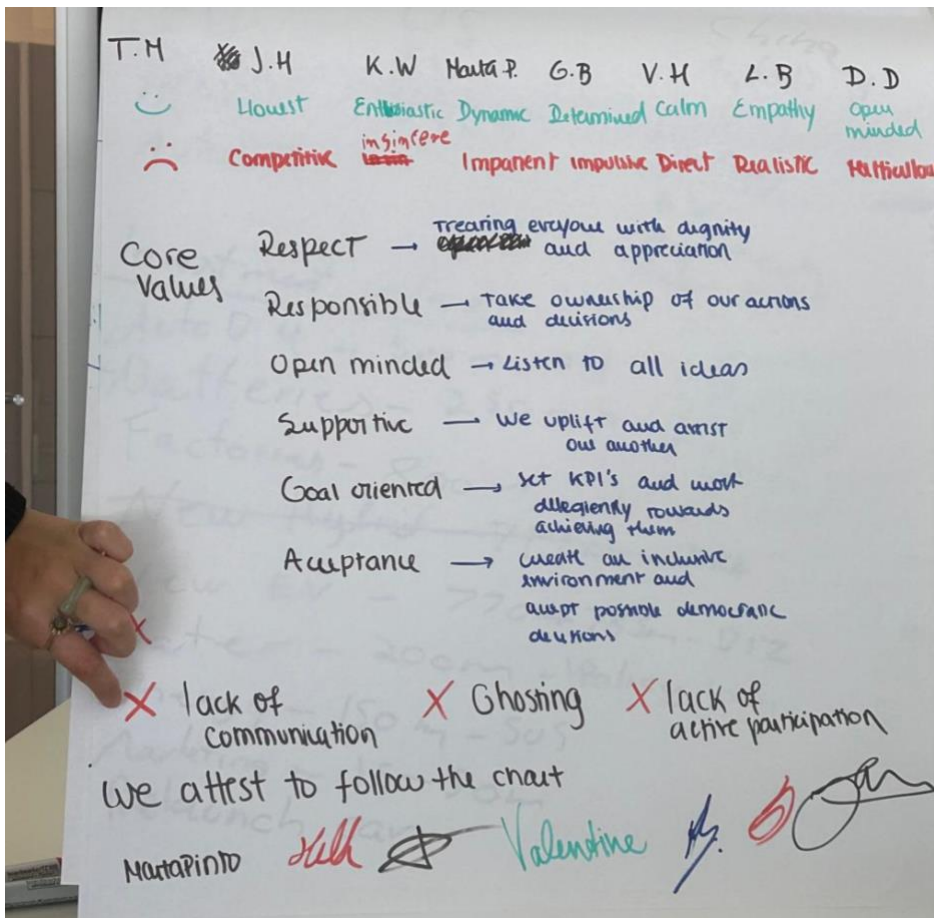 T.M J.H K.W Marta P. G.B V.H L.B D.D
Honest Enthusiastic Dynamic Determined Calm Empathy Open minded
Competitive insincere Impatient Impulsive Direct Realistic
Core Values
Respect → Treating everyone with dignity
and appreciation
Responsible → Take ownership of our actions
and decisions
Open minded → Listen to all ideas
Supportive → We uplift and assist
one another
Goal oriented → set KPI's and work
dilegiently towards
achieving them
Acceptance → create an inclusive
environment and
accept possible democratic
decisions
X lack of communication X Ghosting X lack of active participation
We attest to follow the chart
Marta Pinto Valentine